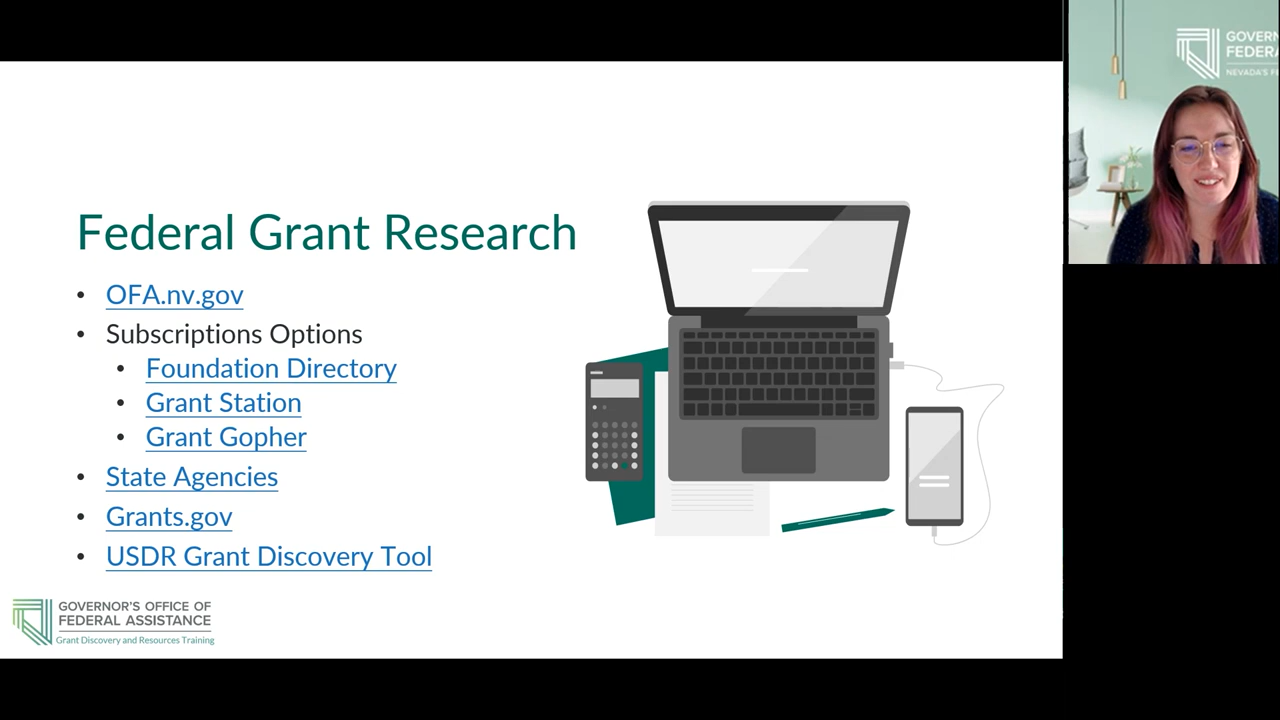 Federal Grant Research
• OFA.nv.gov
• Subscriptions Options
• Foundation Directory
• Grant Station
• Grant Gopher
• State Agencies
• Grants.gov
• USDR Grant Discovery Tool
GOVERNOR'S OFFICE OF
FEDERAL ASSISTANCE
Grant Discovery and Resources Training
GOVERN
FEDERA
NEVADA'S F